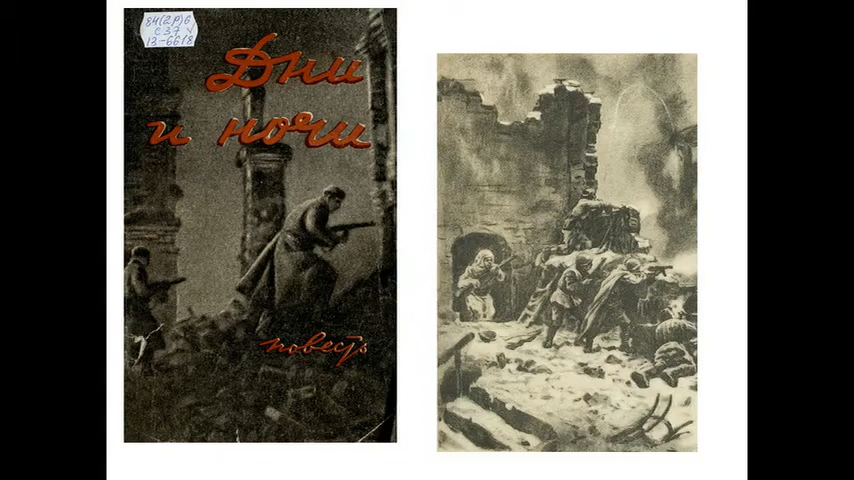 84(2Р)6
С37
13-6618
Дни
и ночи
повесть